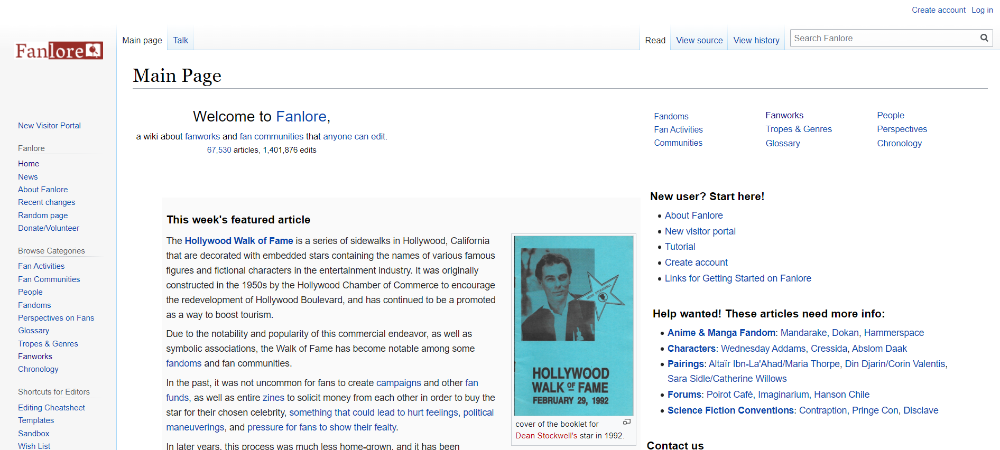 Create account Log in
Fanlore
Main page Talk Read View source View history Search Fanlore
Main Page
Welcome to Fanlore,
a wiki about fanworks and fan communities that anyone can edit.
67,530 articles, 1,401,876 edits
Fandoms Fanworks People
Fan Activities Tropes & Genres Perspectives
Communities Glossary Chronology
New Visitor Portal
Fanlore
Home
News
About Fanlore
Recent changes
Random page
Donate/Volunteer
Browse Categories
Fan Activities
Fan Communities
People
Fandoms
Perspectives on Fans
Glossary
Tropes & Genres
Fanworks
Chronology
Shortcuts for Editors
Editing Cheatsheet
Templates
Sandbox
Wish List
This week's featured article
The Hollywood Walk of Fame is a series of sidewalks in Hollywood, California
that are decorated with embedded stars containing the names of various famous
figures and fictional characters in the entertainment industry. It was originally
constructed in the 1950s by the Hollywood Chamber of Commerce to encourage
the redevelopment of Hollywood Boulevard, and has continued to be a promoted
as a way to boost tourism.
Due to the notability and popularity of this commercial endeavor, as well as
symbolic associations, the Walk of Fame has become notable among some
fandoms and fan communities.
In the past, it was not uncommon for fans to create campaigns and other fan
funds, as well as entire zines to solicit money from each other in order to buy the
star for their chosen celebrity, something that could lead to hurt feelings, political
maneuverings, and pressure for fans to show their fealty.
In later years, this process was much less home-grown, and it has been
DEAN STOCKWELL
HOLLYWOOD
WALK OF FAME
FEBRUARY 29, 1992
cover of the booklet for
Dean Stockwell's star in 1992.
New user? Start here!
• About Fanlore
• New visitor portal
• Tutorial
• Create account
• Links for Getting Started on Fanlore
Help wanted! These articles need more info:
• Anime & Manga Fandom: Mandarake, Dokan, Hammerspace
• Characters: Wednesday Addams, Cressida, Abslom Daak
• Pairings: Altaïr Ibn-La'Ahad/Maria Thorpe, Din Djarin/Corin Valentis,
Sara Sidle/Catherine Willows
• Forums: Poirot Café, Imaginarium, Hanson Chile
• Science Fiction Conventions: Contraption, Pringe Con, Disclave
Contact us